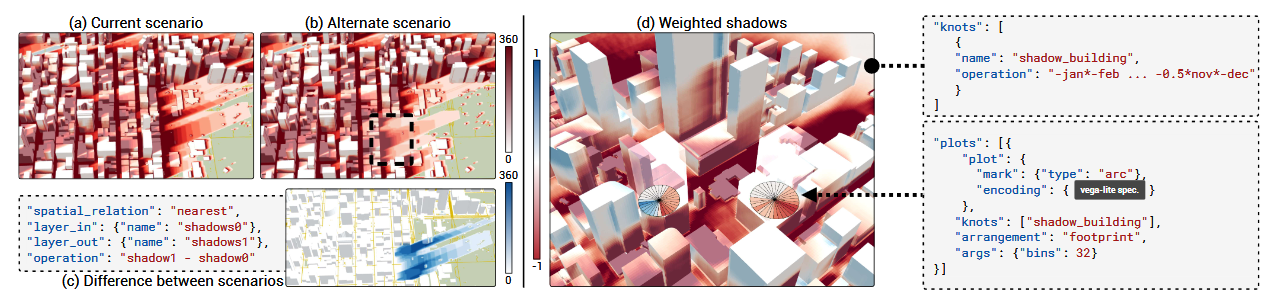 (a) Current scenario
(b) Alternate scenario
360
0
360
0
"spatial_relation": "nearest",
"layer_in": {"name": "shadows0"},
"layer_out": {"name": "shadows1"},
"operation": "shadow1 - shadow0"
(c) Difference between scenarios
(d) Weighted shadows
1
-1
"knots": [
{
"name": "shadow_building",
"operation": "-jan*-feb ... -0.5*nov*-dec"
}
]
"plots": [{
"plot": {
"mark": {"type": "arc"},
"encoding": { vega-lite spec. }
},
"knots": ["shadow_building"],
"arrangement": "footprint",
"args": {"bins": 32}
}]